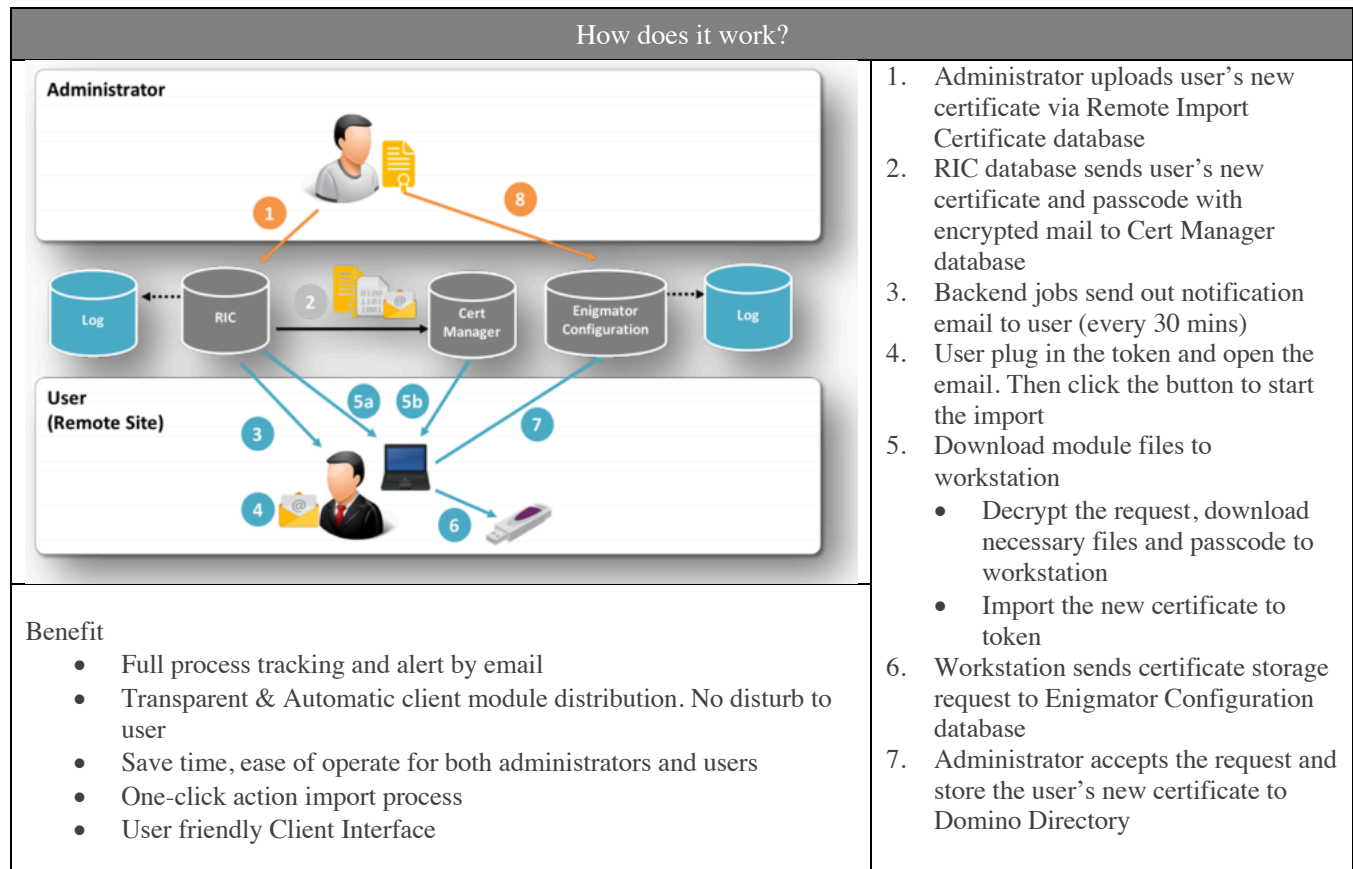 How does it work?
Administrator
1
8
Log
RIC
2
01100
11101
11001
@
Cert
Manager
Enigmator
Configuration
Log
User
(Remote Site)
5a
5b
3
7
4
@
6
Benefit
• Full process tracking and alert by email
• Transparent & Automatic client module distribution. No disturb to
user
• Save time, ease of operate for both administrators and users
• One-click action import process
• User friendly Client Interface
1. Administrator uploads user's new
certificate via Remote Import
Certificate database
2. RIC database sends user's new
certificate and passcode with
encrypted mail to Cert Manager
database
3. Backend jobs send out notification
email to user (every 30 mins)
4. User plug in the token and open the
email. Then click the button to start
the import
5. Download module files to
workstation
• Decrypt the request, download
necessary files and passcode to
workstation
• Import the new certificate to
token
6. Workstation sends certificate storage
request to Enigmator Configuration
database
7. Administrator accepts the request and
store the user's new certificate to
Domino Directory